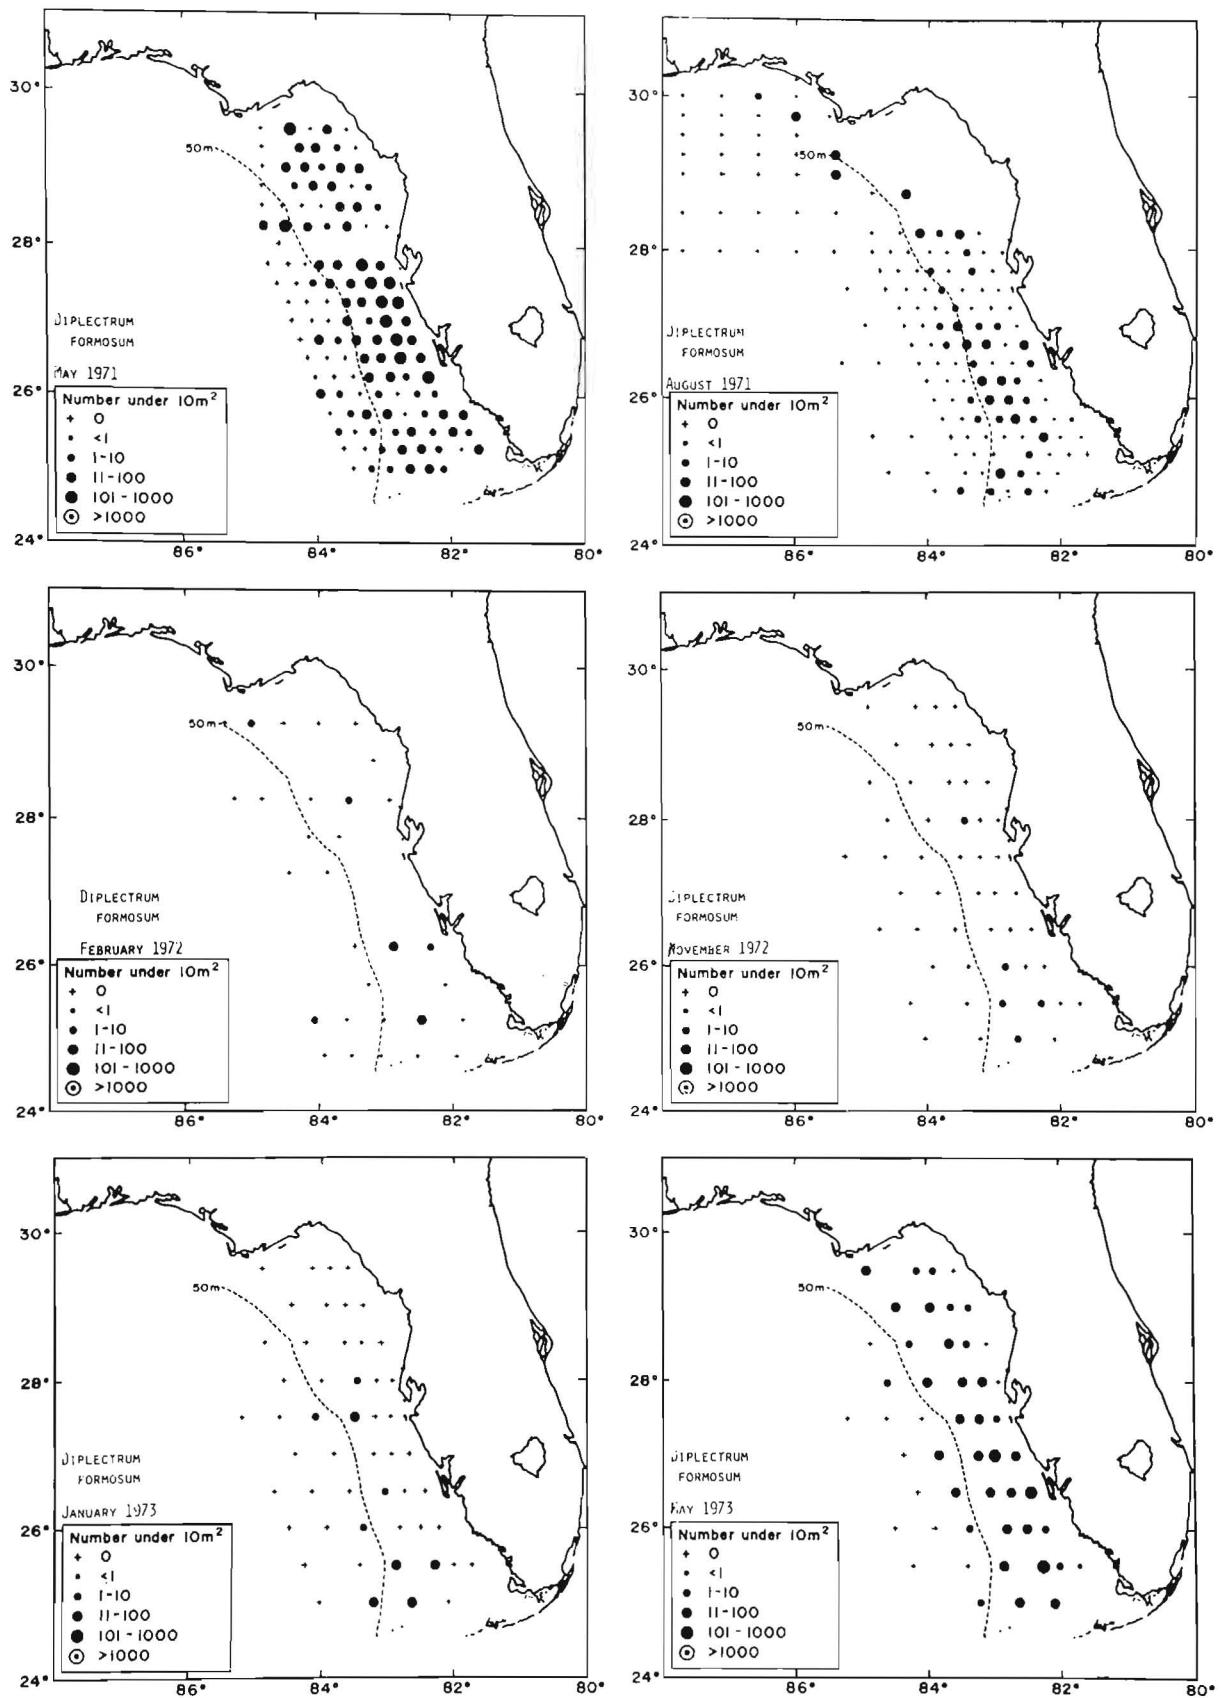 30°
50m
28°
DIPLECTRUM
FORMOSUM
MAY 1971
26°
Number under 10m²
+ 0
<1
1-10
11-100
101-1000
>1000
24°
86° 84° 82° 80°
30°
50m
28°
DIPLECTRUM
FORMOSUM
AUGUST 1971
26°
Number under 10m²
+ 0
<1
1-10
11-100
101-1000
>1000
24°
86° 84° 82° 80°
30°
50m
28°
DIPLECTRUM
FORMOSUM
FEBRUARY 1972
26°
Number under 10m²
+ 0
<1
1-10
11-100
101-1000
>1000
24°
86° 84° 82° 80°
30°
50m
28°
DIPLECTRUM
FORMOSUM
NOVEMBER 1972
26°
Number under 10m²
+ 0
<1
1-10
11-100
101-1000
>1000
24°
86° 84° 82° 80°
30°
50m
28°
DIPLECTRUM
FORMOSUM
JANUARY 1973
26°
Number under 10m²
+ 0
<1
1-10
11-100
101-1000
>1000
24°
86° 84° 82° 80°
30°
50m
28°
DIPLECTRUM
FORMOSUM
MAY 1973
26°
Number under 10m²
+ 0
<1
1-10
11-100
101-1000
>1000
24°
86° 84° 82° 80°